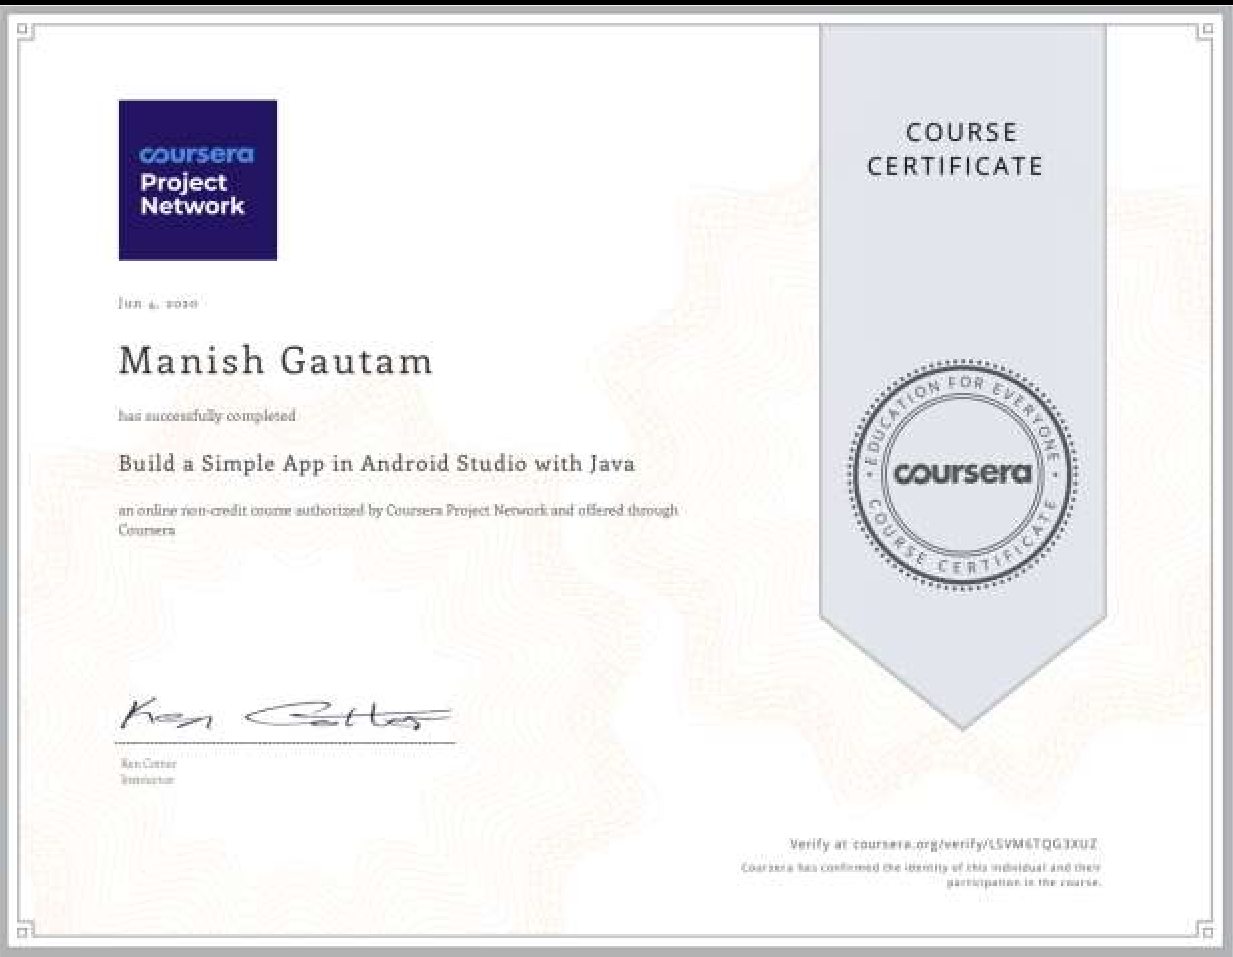 coursera
Project
Network
COURSE
CERTIFICATE
Jun 4, 2020
Manish Gautam
has successfully completed
Build a Simple App in Android Studio with Java
an online non-credit course authorized by Coursera Project Network and offered through
Coursera
EDUCATION FOR EVERYONE
coursera
COURSE CERTIFICATE
Ken Cotter
Instructor
Verify at coursera.org/verify/LSVM6TQG3XUZ
Coursera has confirmed the identity of this individual and their
participation in the course.